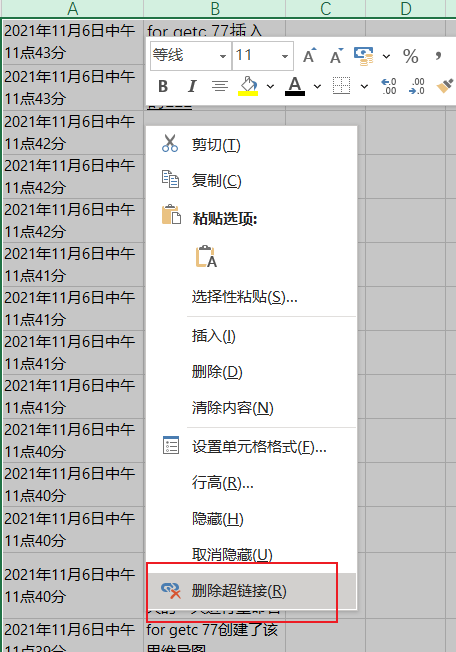 A B C D
2021年11月6日中午
11点43分
for getc 77插入
等线 11 A A % ,
B I A
2021年11月6日中午
11点43分
2021年11月6日中午
11点42分
剪切(T)
2021年11月6日中午
11点42分
复制(C)
2021年11月6日中午
11点42分
粘贴选项:
2021年11月6日中午
11点41分
A
2021年11月6日中午
11点41分
选择性粘贴(S)...
2021年11月6日中午
11点41分
插入(I)
2021年11月6日中午
11点41分
删除(D)
清除内容(N)
2021年11月6日中午
11点40分
设置单元格格式(F)...
2021年11月6日中午
11点40分
行高(R)...
2021年11月6日中午
11点40分
隐藏(H)
取消隐藏(U)
2021年11月6日中午
11点40分
删除超链接(R)
2021年11月6日中午
11点39分
for getc 77创建了该
思维导图